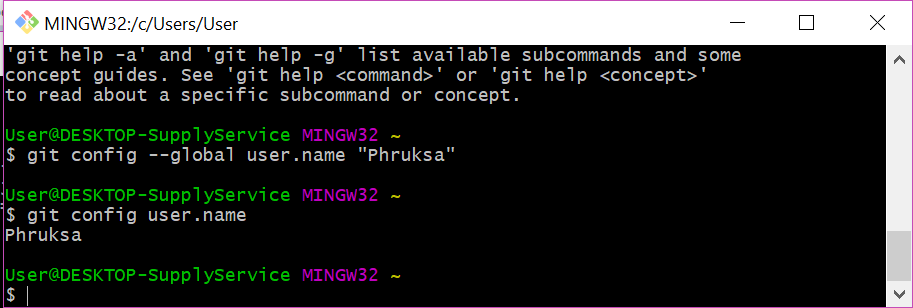 MINGW32:/c/Users/User
'git help -a' and 'git help -g' list available subcommands and some
concept guides. See 'git help <command>' or 'git help <concept>'
to read about a specific subcommand or concept.
User@DESKTOP-SupplyService MINGW32 ~
$ git config --global user.name "Phruksa"
User@DESKTOP-SupplyService MINGW32 ~
$ git config user.name
Phruksa
User@DESKTOP-SupplyService MINGW32 ~
$